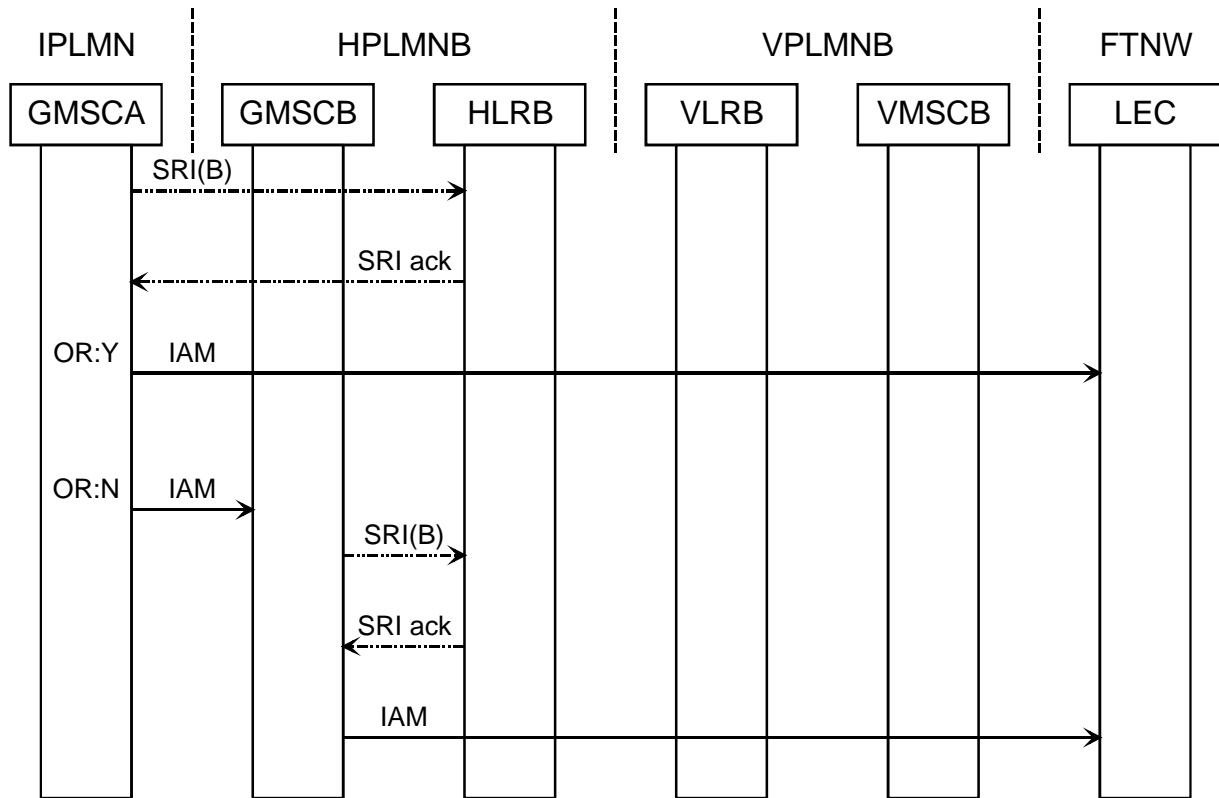 IPLMN HPLMNB VPLMNB FTNW
GMSCA GMSCB HLRB VLRB VMSCB LEC
SRI(B)
SRI ack
OR:Y IAM
OR:N IAM
SRI(B)
SRI ack
IAM